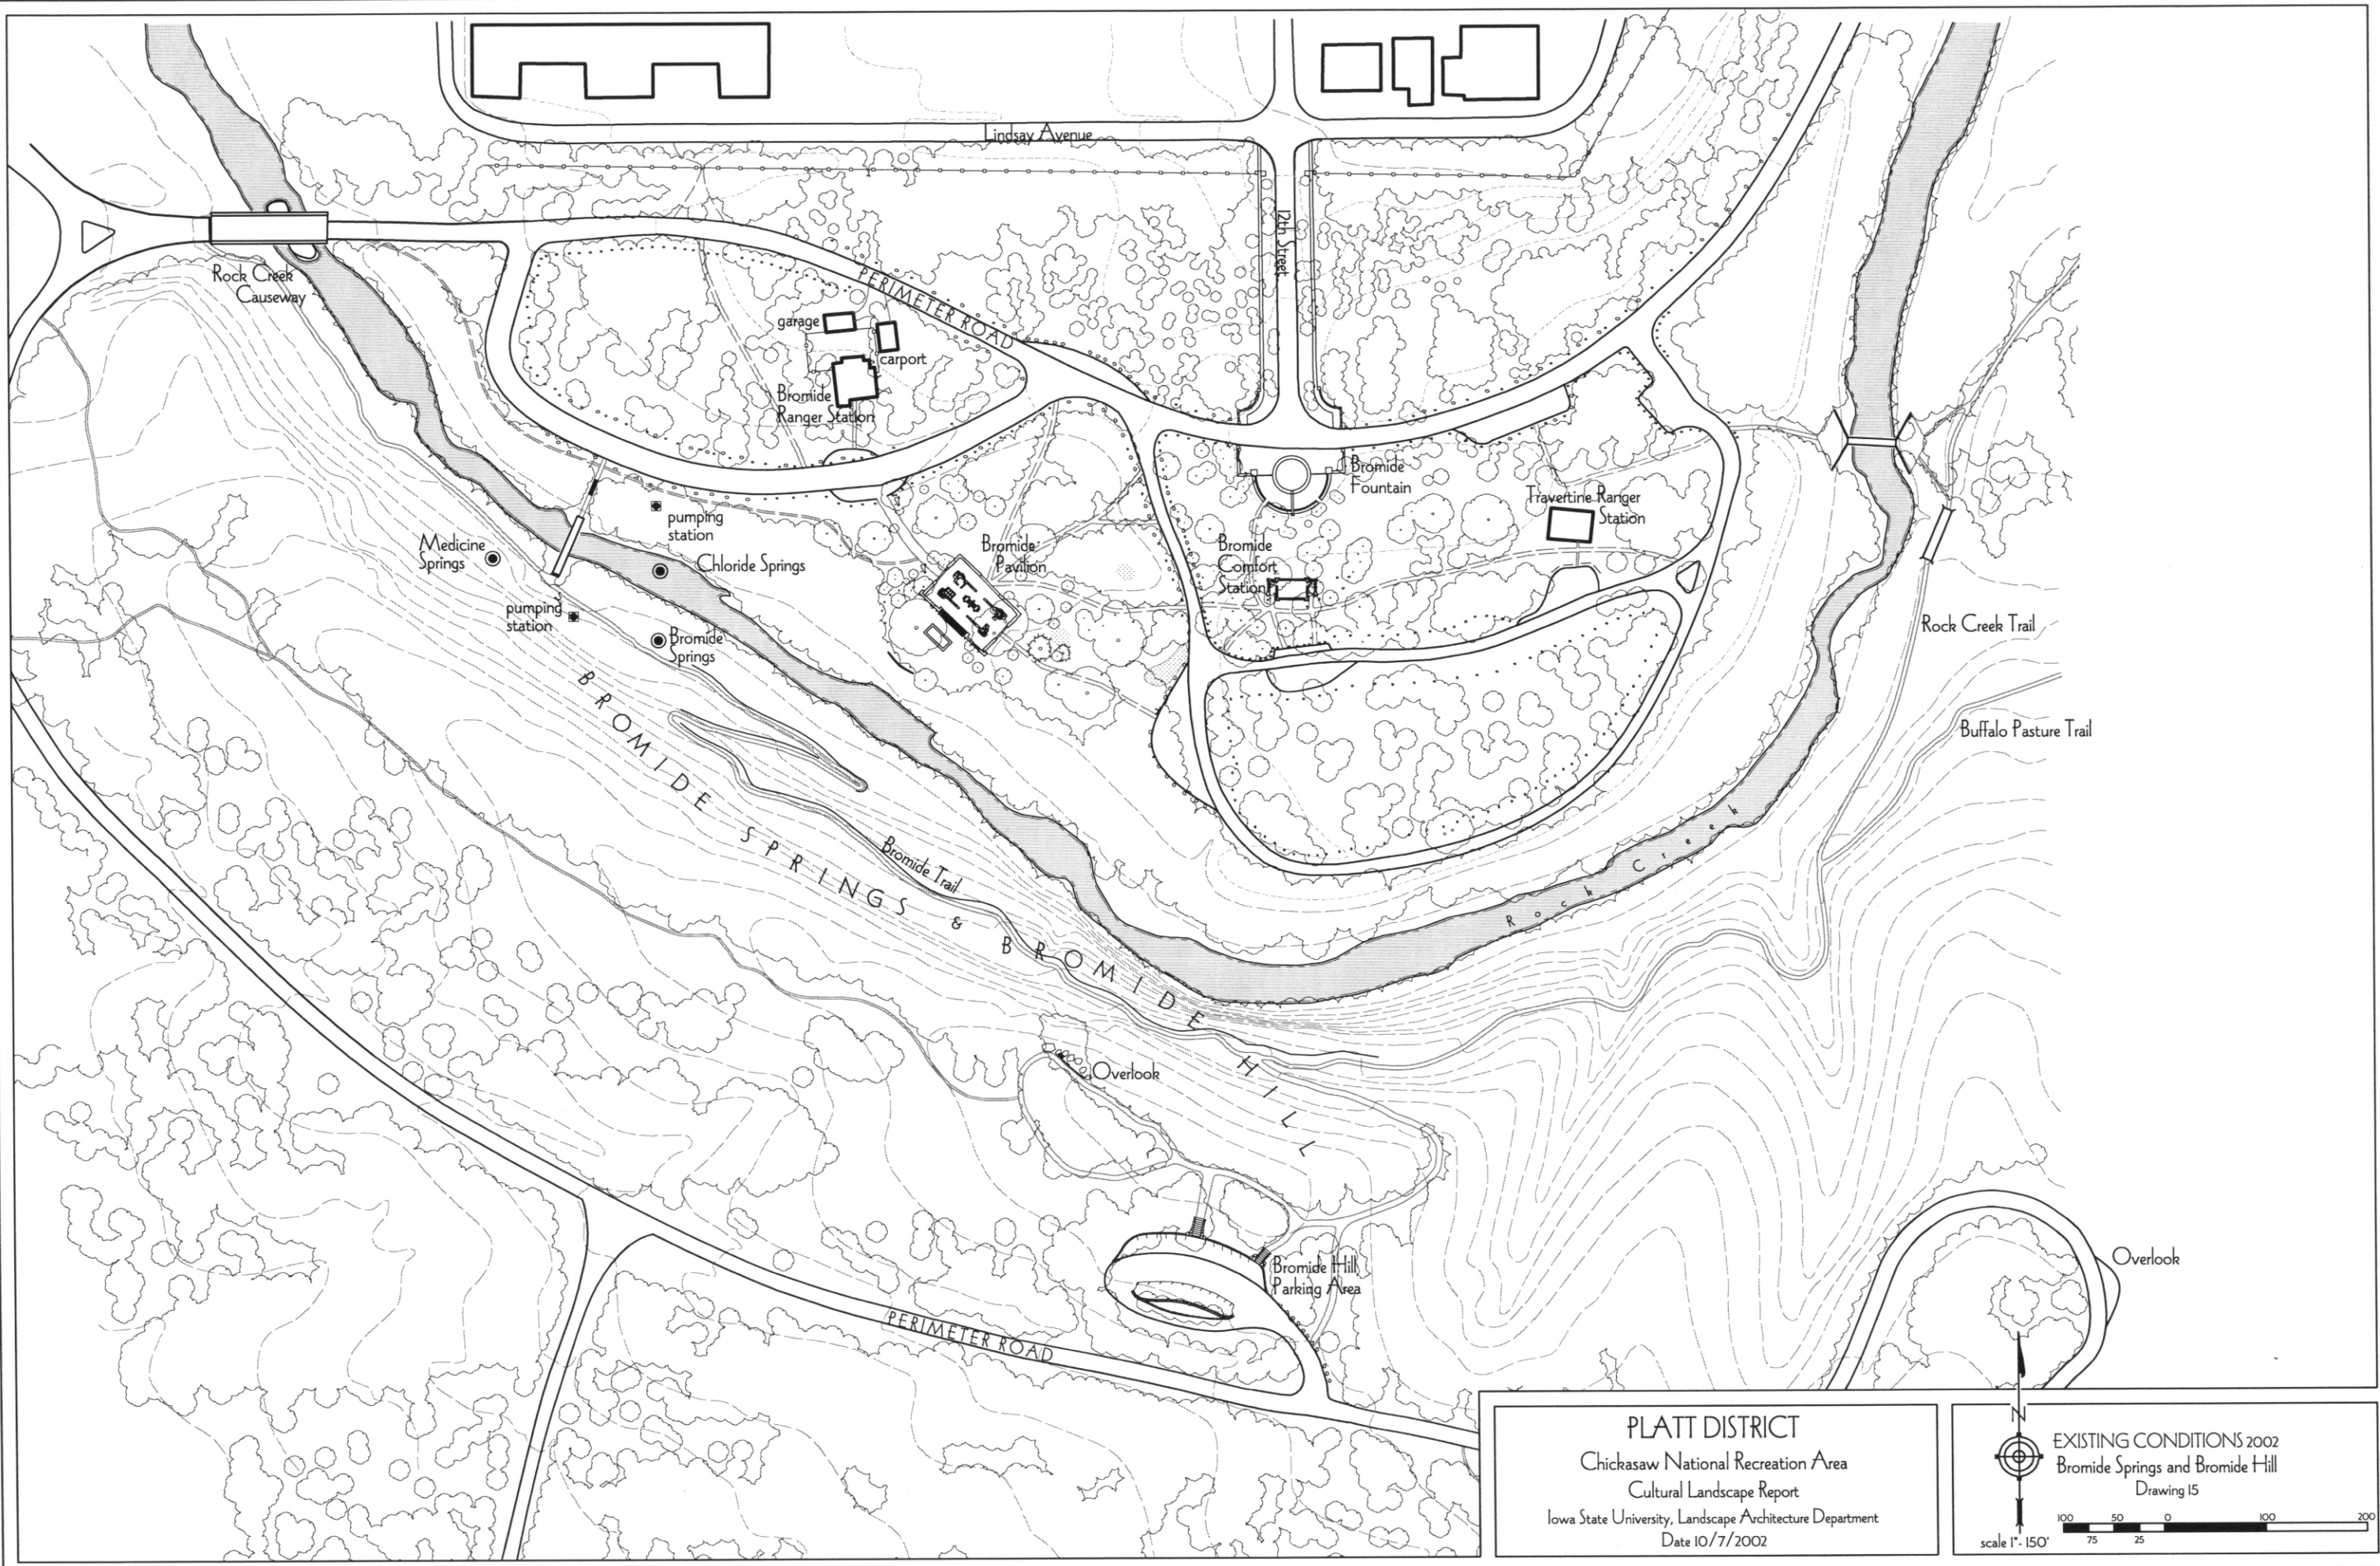 Lindsay Avenue
12th Street
Rock Creek
Causeway
PERIMETER ROAD
garage
carport
Bromide
Ranger Station
Bromide
Fountain
Travertine Ranger
Station
pumping
station
Medicine
Springs
Chloride Springs
Bromide
Pavilion
Bromide
Comfort
Station
pumping
station
Bromide
Springs
Rock Creek Trail
Buffalo Pasture Trail
BROMIDE SPRINGS & BROMIDE HILL
Bromide Trail
Rock Creek
Overlook
Bromide Hill
Parking Area
Overlook
PERIMETER ROAD
PLATT DISTRICT
Chickasaw National Recreation Area
Cultural Landscape Report
Iowa State University, Landscape Architecture Department
Date 10/7/2002
N
EXISTING CONDITIONS 2002
Bromide Springs and Bromide Hill
Drawing 15
100 50 0 100 200
75 25
scale 1"- 150'